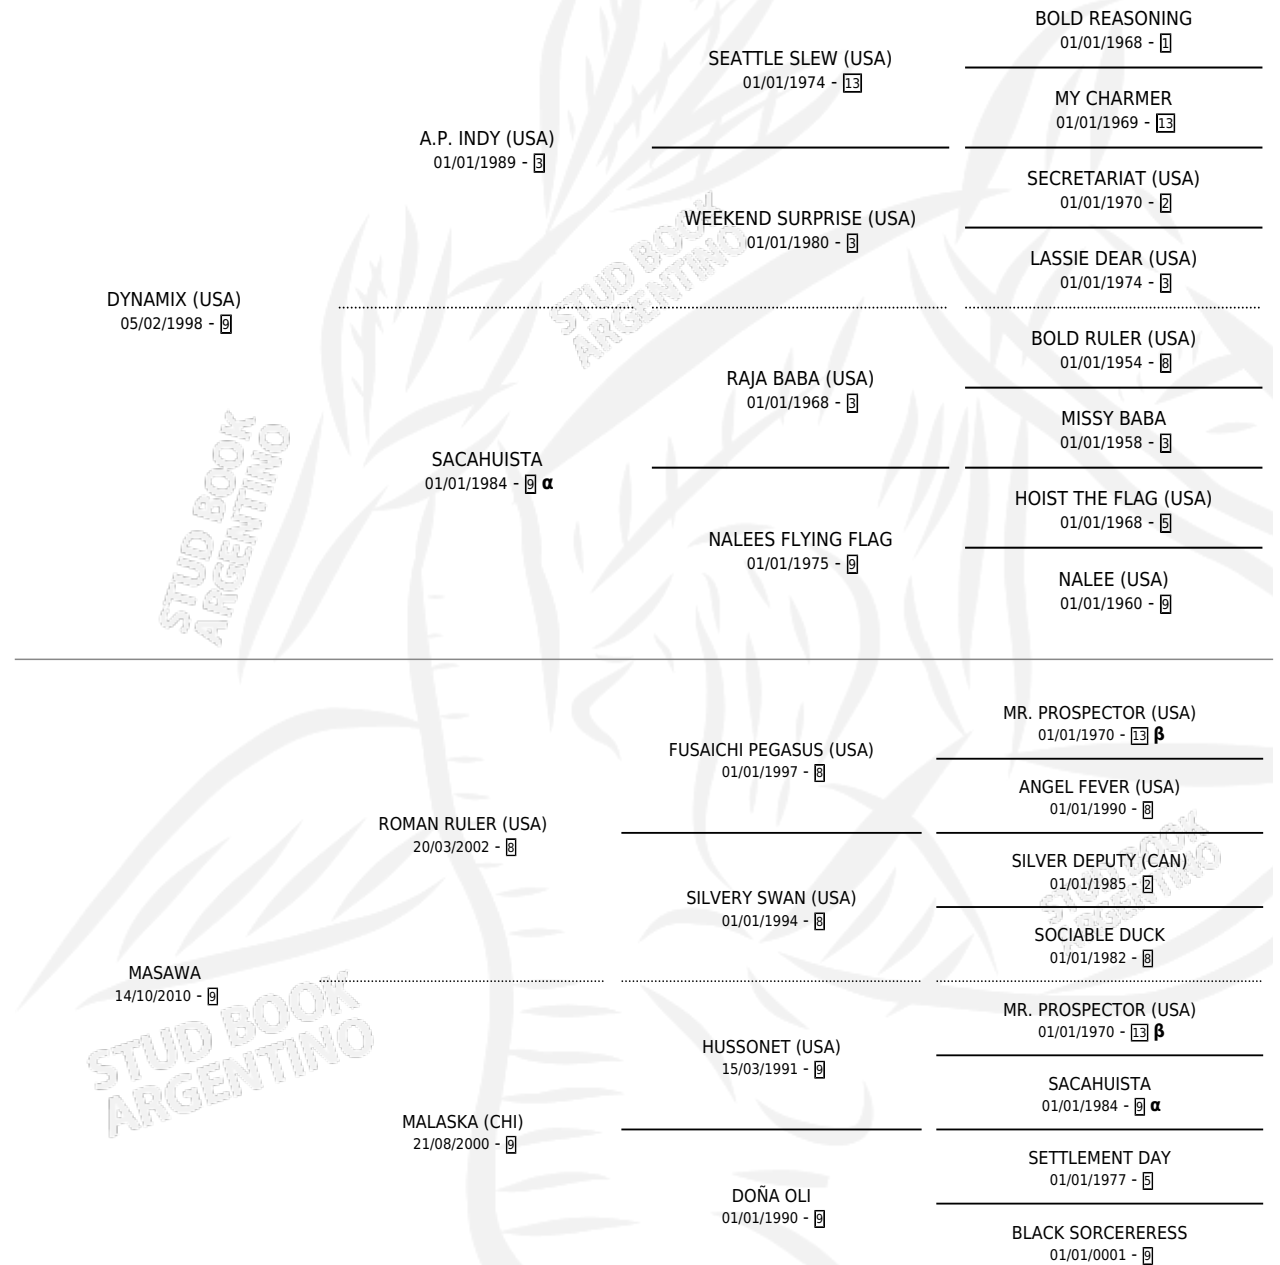 BOLD REASONING
01/01/1968 - 1
SEATTLE SLEW (USA)
01/01/1974 - 13
MY CHARMER
01/01/1969 - 13
A.P. INDY (USA)
01/01/1989 - 3
SECRETARIAT (USA)
01/01/1970 - 2
WEEKEND SURPRISE (USA)
01/01/1980 - 3
LASSIE DEAR (USA)
01/01/1974 - 3
STUD BOOK
ARGENTINO
DYNAMIX (USA)
05/02/1998 - 9
BOLD RULER (USA)
01/01/1954 - 8
RAJA BABA (USA)
01/01/1968 - 3
MISSY BABA
01/01/1958 - 3
SACAHUISTA
01/01/1984 - 9 α
HOIST THE FLAG (USA)
01/01/1968 - 5
NALEES FLYING FLAG
01/01/1975 - 9
NALEE (USA)
01/01/1960 - 9
STUD BOOK
ARGENTINO
MR. PROSPECTOR (USA)
01/01/1970 - 13 β
FUSAICHI PEGASUS (USA)
01/01/1997 - 8
ANGEL FEVER (USA)
01/01/1990 - 8
ROMAN RULER (USA)
20/03/2002 - 8
SILVER DEPUTY (CAN)
01/01/1985 - 2
STUD BOOK
ARGENTINO
SILVERY SWAN (USA)
01/01/1994 - 8
SOCIABLE DUCK
01/01/1982 - 8
MASAWA
14/10/2010 - 9
STUD BOOK
ARGENTINO
MR. PROSPECTOR (USA)
01/01/1970 - 13 β
HUSSONET (USA)
15/03/1991 - 9
SACAHUISTA
01/01/1984 - 9 α
MALASKA (CHI)
21/08/2000 - 9
SETTLEMENT DAY
01/01/1977 - 5
DOÑA OLI
01/01/1990 - 9
BLACK SORCERERESS
01/01/0001 - 9